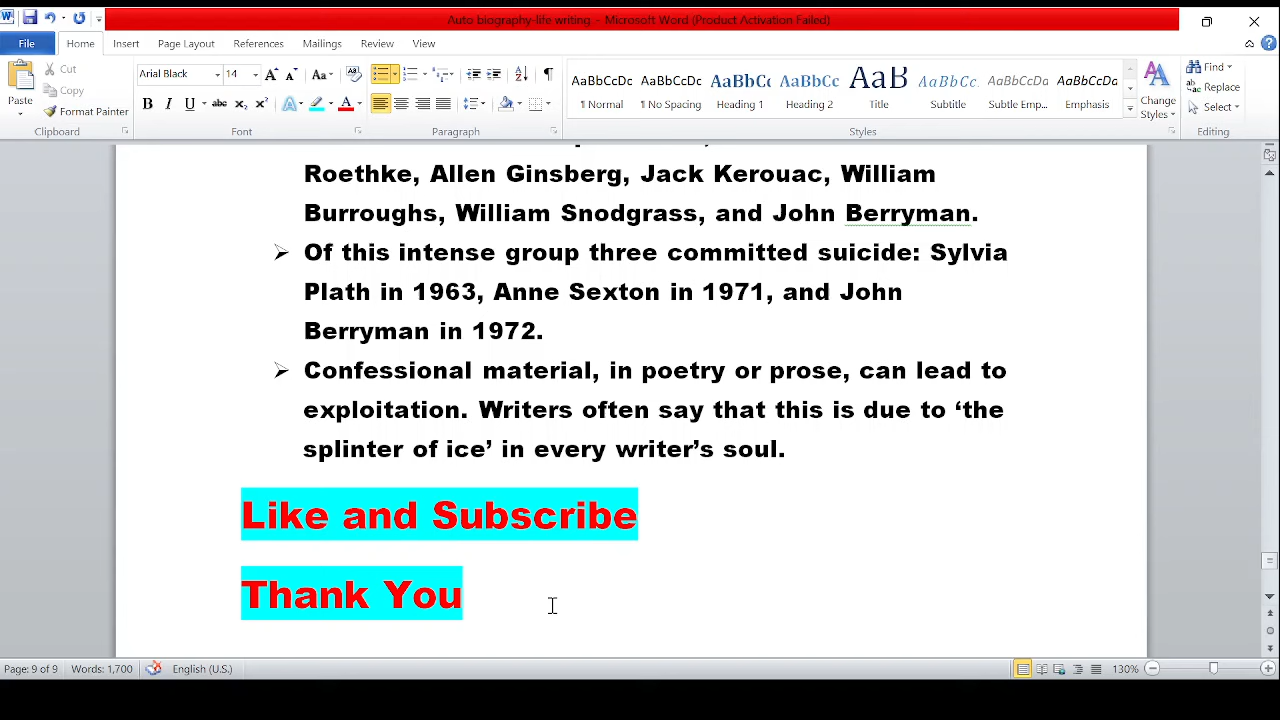 Auto biography-life writing - Microsoft Word (Product Activation Failed)
File Home Insert Page Layout References Mailings Review View
Paste
Cut
Copy
Format Painter
Clipboard
Arial Black 14
Font
Paragraph
AaBbCcDc AaBbCcDc AaBbCc AaBbCc AaB AaBbCc. AaBbCcDc AaBbCcDc
¶ Normal ¶ No Spacing Heading 1 Heading 2 Title Subtitle Subtle Em... Emphasis
Change Styles
Styles
Find
Replace
Select
Editing
Roethke, Allen Ginsberg, Jack Kerouac, William
Burroughs, William Snodgrass, and John Berryman.
➢ Of this intense group three committed suicide: Sylvia
Plath in 1963, Anne Sexton in 1971, and John
Berryman in 1972.
➢ Confessional material, in poetry or prose, can lead to
exploitation. Writers often say that this is due to ‘the
splinter of ice’ in every writer’s soul.
Like and Subscribe
Thank You
Page: 9 of 9 Words: 1,700 English (U.S.) 130%